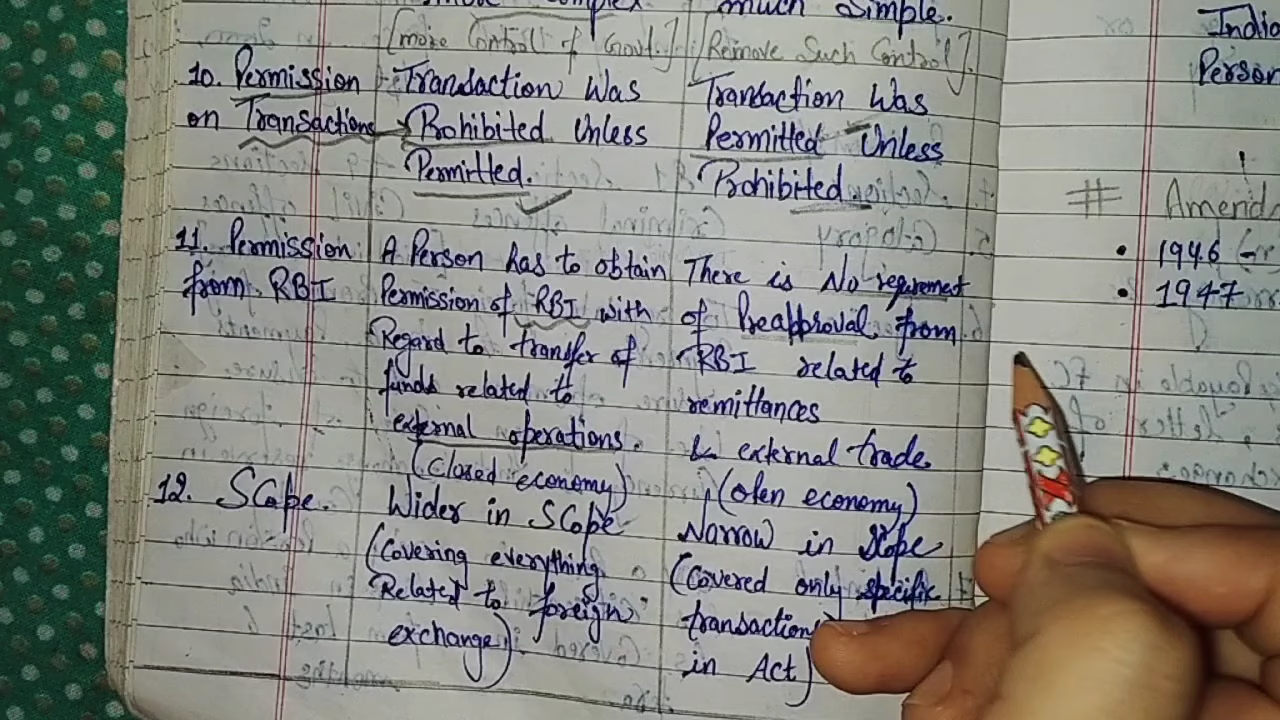 much Simple.
[more Control of Govt.] [Remove Such Control].
10. Permission Transaction Was Transaction Was
on Transactions Prohibited Unless Permitted Unless
Permitted. Prohibited
11. Permission A Person has to obtain There is No requirement
from RBI Permission of RBI with of Preapproval from
Regard to transfer of RBI related to
funds related to remittances
external operations. & external trade
(Closed economy) (Open economy)
12. Scope. Wider in Scope Narrow in Scope
(Covering everything (Covered only specific
Related to foreign transaction
exchange). in Act)
Person
# Amend
• 1946
• 1947